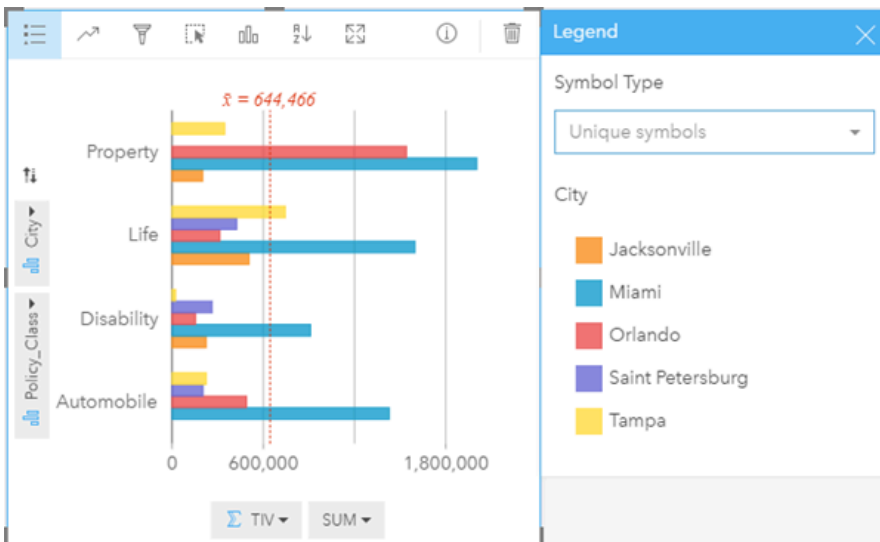 Legend
Symbol Type
Unique symbols
City
Jacksonville
Miami
Orlando
Saint Petersburg
Tampa
x̄ = 644,466
Property
Life
Disability
Automobile
City
Policy_Class
0
600,000
1,800,000
Σ TIV
SUM